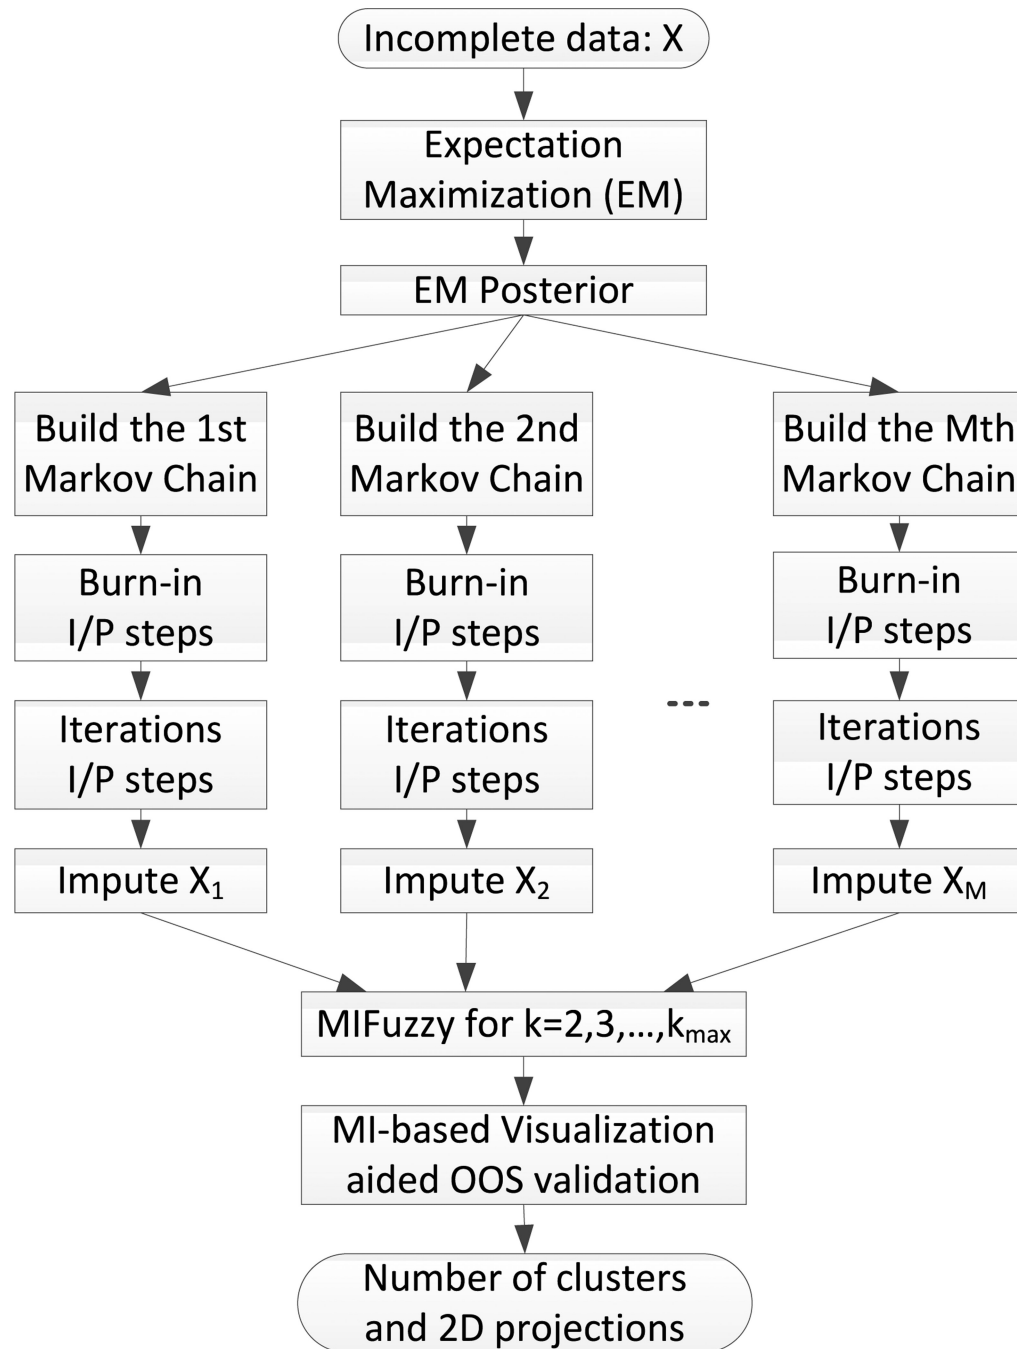 Incomplete data: X
Expectation
Maximization (EM)
EM Posterior
Build the 1st
Markov Chain
Burn-in
I/P steps
Iterations
I/P steps
Impute X₁
Build the 2nd
Markov Chain
Burn-in
I/P steps
Iterations
I/P steps
Impute X₂
---
Build the Mth
Markov Chain
Burn-in
I/P steps
Iterations
I/P steps
Impute X_M
MIFuzzy for k=2,3,...,k_max
MI-based Visualization
aided OOS validation
Number of clusters
and 2D projections